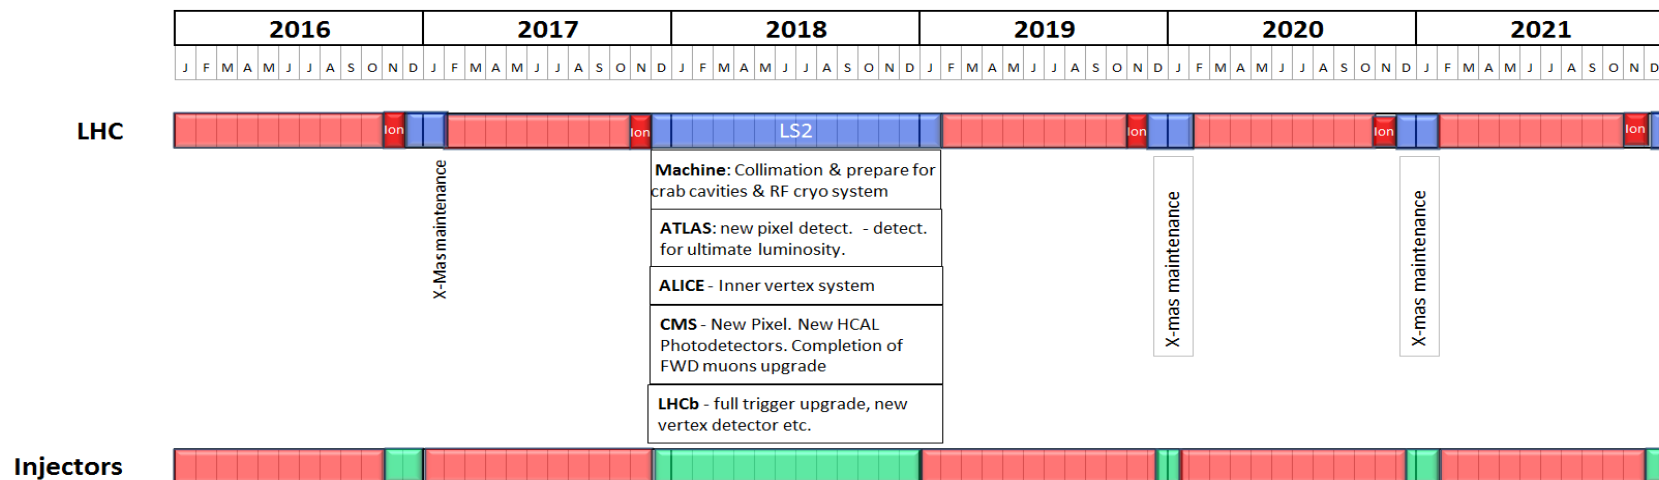 2016 2017 2018 2019 2020 2021
J F M A M J J A S O N D J F M A M J J A S O N D J F M A M J J A S O N D J F M A M J J A S O N D J F M A M J J A S O N D J F M A M J J A S O N D
LHC
Ion Ion LS2 Ion Ion Ion
X-Mas maintenance
Machine: Collimation & prepare for
crab cavities & RF cryo system
ATLAS: new pixel detect. - detect.
for ultimate luminosity.
ALICE - Inner vertex system
CMS - New Pixel. New HCAL
Photodetectors. Completion of
FWD muons upgrade
LHCb - full trigger upgrade, new
vertex detector etc.
X-mas maintenance
X-mas maintenance
Injectors